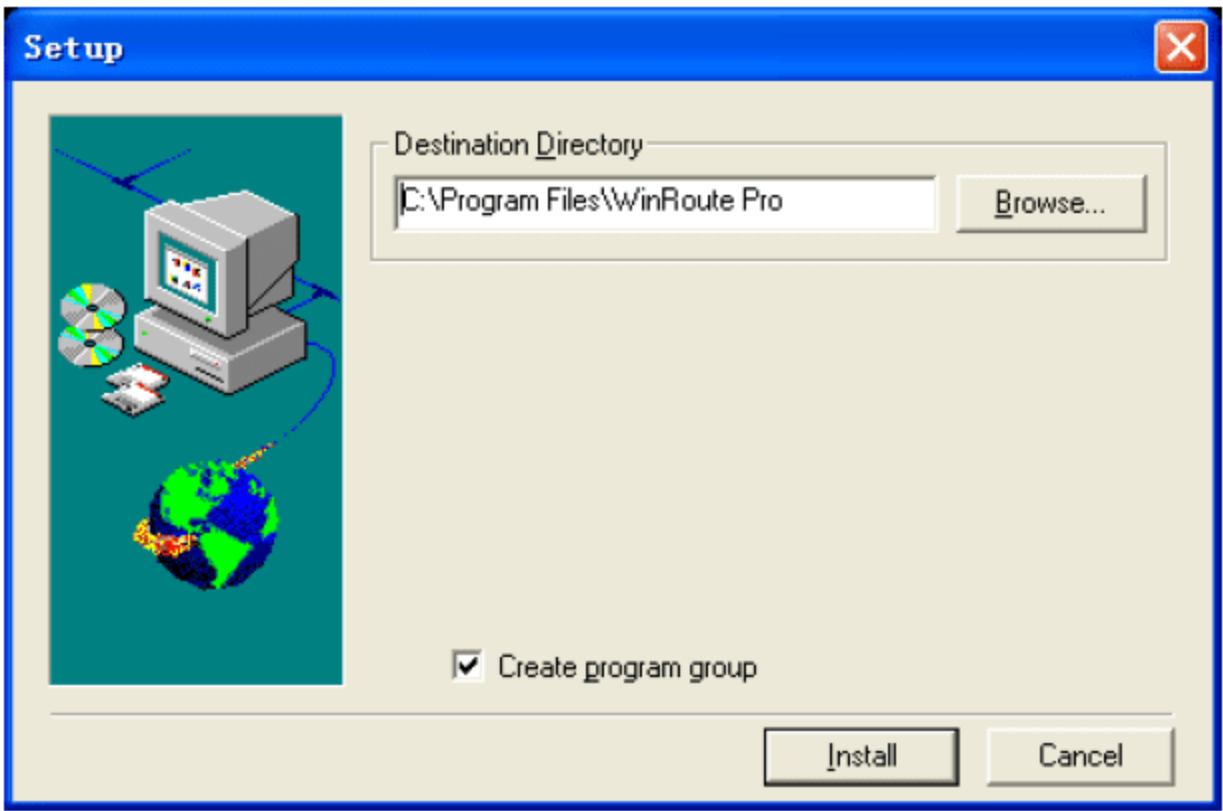 Setup
Destination Directory
C:\Program Files\WinRoute Pro
Browse...
Create program group
Install
Cancel